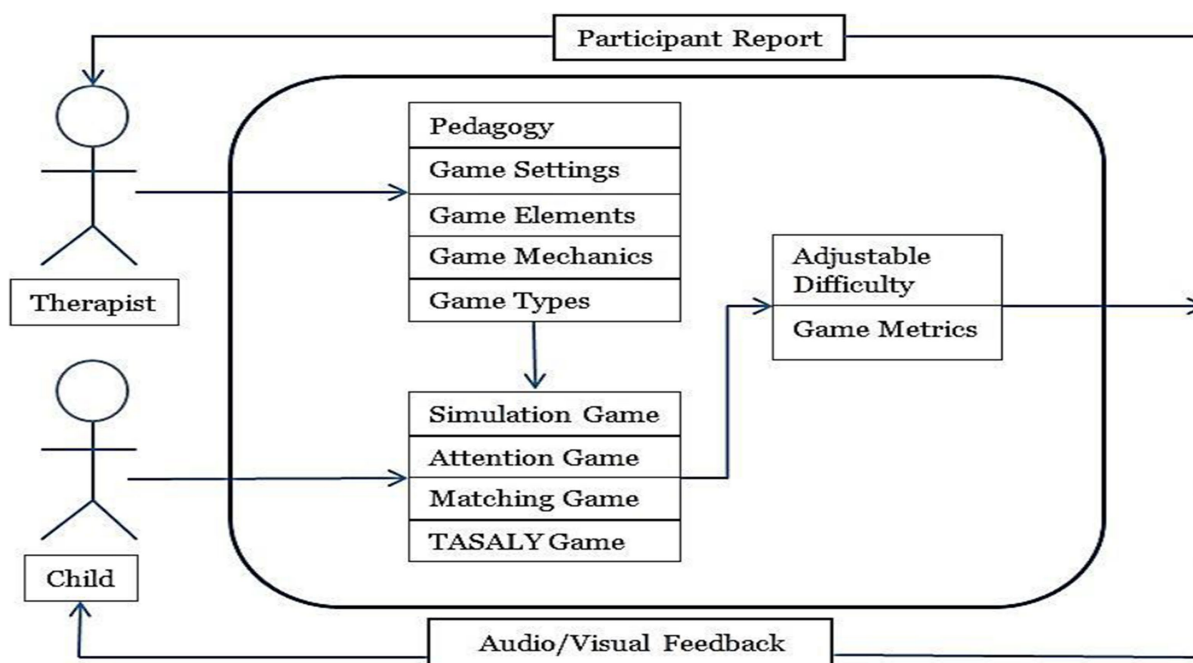 Participant Report
Pedagogy
Game Settings
Game Elements
Game Mechanics
Game Types
Therapist
Adjustable
Difficulty
Game Metrics
Simulation Game
Attention Game
Matching Game
TASALY Game
Child
Audio/Visual Feedback